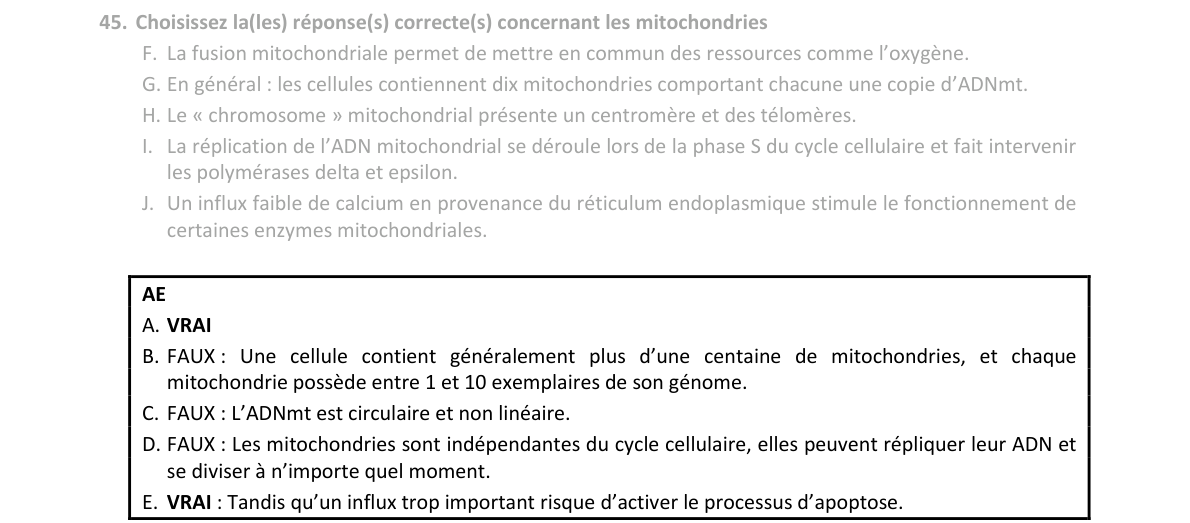 45. Choisissez la(les) réponse(s) correcte(s) concernant les mitochondries
F. La fusion mitochondriale permet de mettre en commun des ressources comme l’oxygène.
G. En général : les cellules contiennent dix mitochondries comportant chacune une copie d’ADNmt.
H. Le « chromosome » mitochondrial présente un centromère et des télomères.
I. La réplication de l’ADN mitochondrial se déroule lors de la phase S du cycle cellulaire et fait intervenir
les polymérases delta et epsilon.
J. Un influx faible de calcium en provenance du réticulum endoplasmique stimule le fonctionnement de
certaines enzymes mitochondriales.
AE
A. VRAI
B. FAUX : Une cellule contient généralement plus d’une centaine de mitochondries, et chaque
mitochondrie possède entre 1 et 10 exemplaires de son génome.
C. FAUX : L’ADNmt est circulaire et non linéaire.
D. FAUX : Les mitochondries sont indépendantes du cycle cellulaire, elles peuvent répliquer leur ADN et
se diviser à n’importe quel moment.
E. VRAI : Tandis qu’un influx trop important risque d’activer le processus d’apoptose.